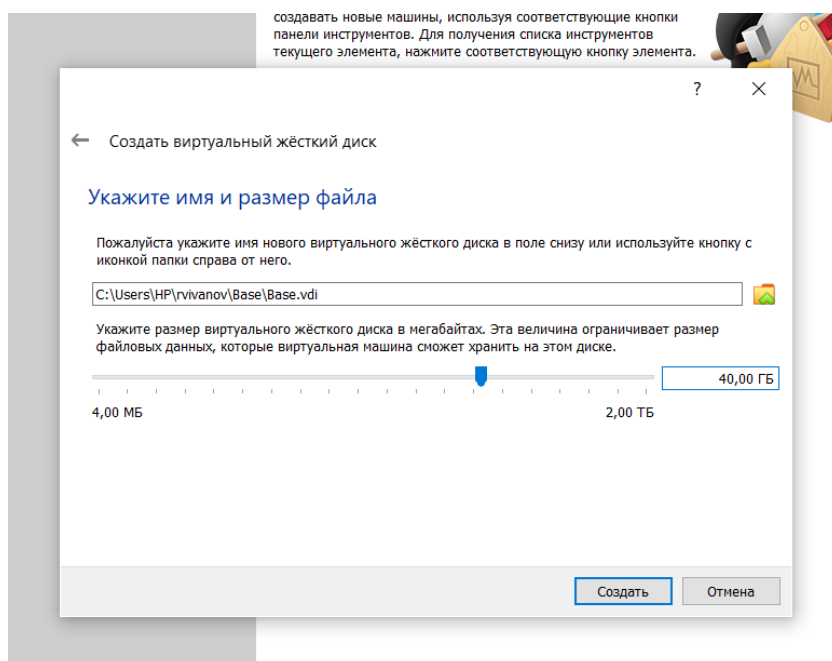 создавать новые машины, используя соответствующие кнопки
панели инструментов. Для получения списка инструментов
текущего элемента, нажмите соответствующую кнопку элемента.
?
Создать виртуальный жёсткий диск
Укажите имя и размер файла
Пожалуйста укажите имя нового виртуального жёсткого диска в поле снизу или используйте кнопку с
иконкой папки справа от него.
C:\Users\HP\rvivanov\Base\Base.vdi
Укажите размер виртуального жёсткого диска в мегабайтах. Эта величина ограничивает размер
файловых данных, которые виртуальная машина сможет хранить на этом диске.
40,00 ГБ
4,00 МБ 2,00 ТБ
Создать Отмена